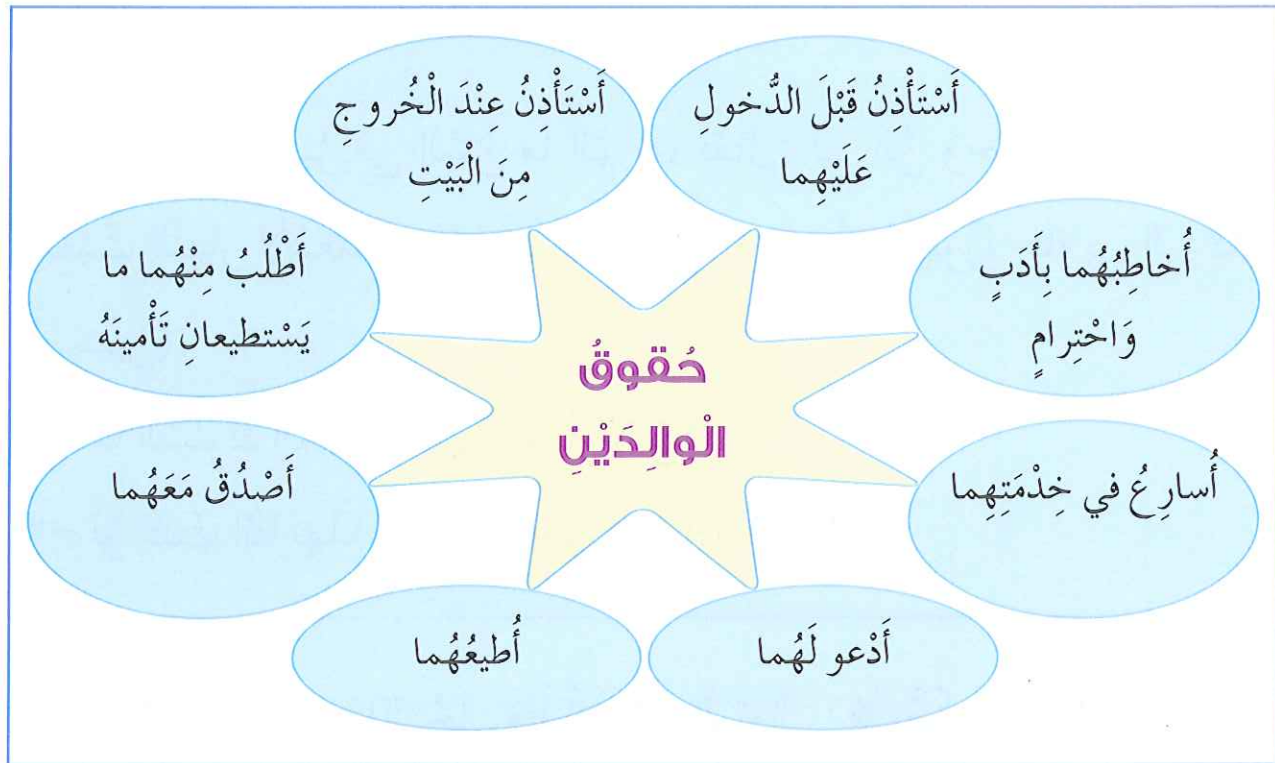 أَسْتَأْذِنُ قَبْلَ الدُّخولِ
عَلَيْهِما
أَسْتَأْذِنُ عِنْدَ الْخُروجِ
مِنَ الْبَيْتِ
أُخاطِبُهُما بِأَدَبٍ
وَاحْتِرامٍ
أَطْلُبُ مِنْهُما ما
يَسْتطيعانِ تَأْمينَهُ
حُقوقُ
الْوالِدَيْنِ
أُسارِعُ في خِدْمَتِهِما
أَصْدُقُ مَعَهُما
أَدْعو لَهُما
أُطيعُهُما